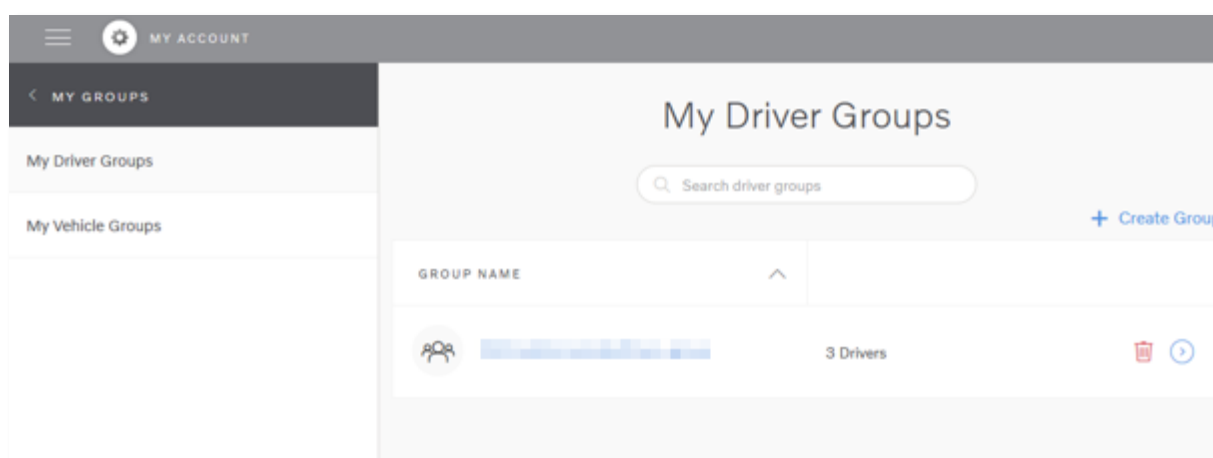 MY ACCOUNT
MY GROUPS
My Driver Groups
My Vehicle Groups
My Driver Groups
Search driver groups
+ Create Grou
GROUP NAME
3 Drivers